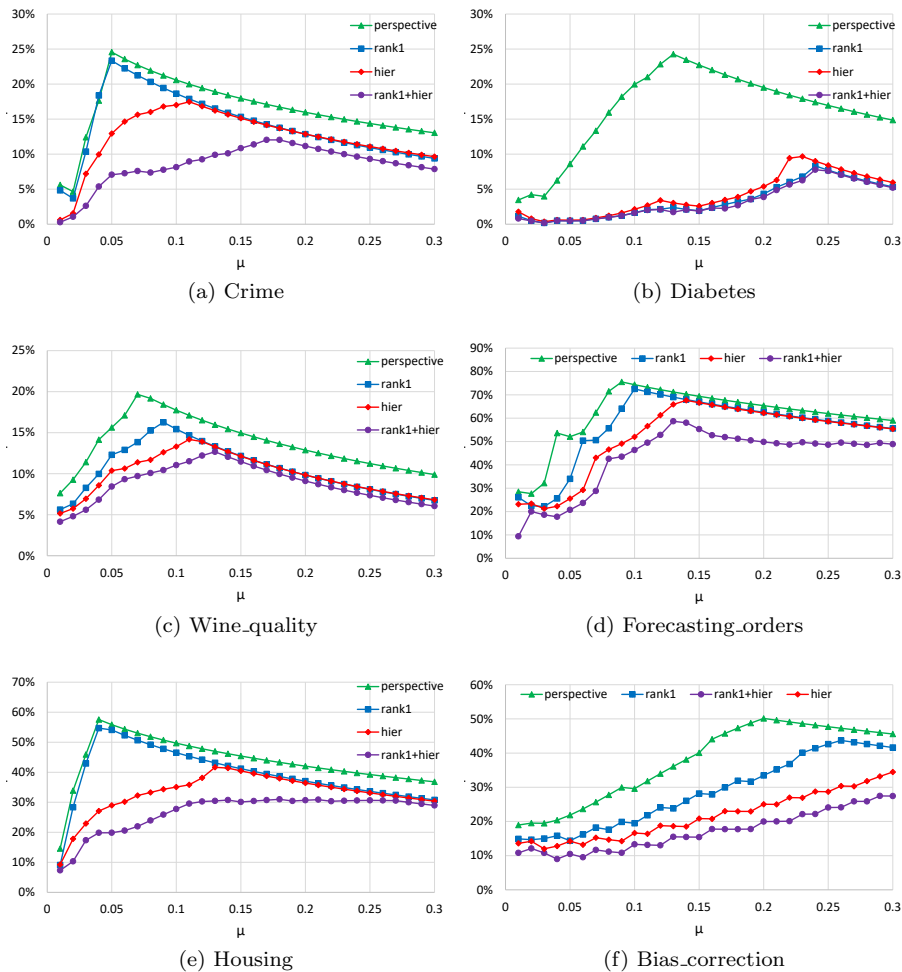 30%
25%
20%
15%
10%
5%
0%
0 0.05 0.1 0.15 0.2 0.25 0.3
μ
perspective
rank1
hier
rank1+hier
(a) Crime
30%
25%
20%
15%
10%
5%
0%
0 0.05 0.1 0.15 0.2 0.25 0.3
μ
perspective
rank1
hier
rank1+hier
(b) Diabetes
25%
20%
15%
10%
5%
0%
0 0.05 0.1 0.15 0.2 0.25 0.3
μ
perspective
rank1
hier
rank1+hier
(c) Wine_quality
90%
80%
70%
60%
50%
40%
30%
20%
10%
0%
0 0.05 0.1 0.15 0.2 0.25 0.3
μ
perspective rank1 hier rank1+hier
(d) Forecasting_orders
70%
60%
50%
40%
30%
20%
10%
0%
0 0.05 0.1 0.15 0.2 0.25 0.3
μ
perspective
rank1
hier
rank1+hier
(e) Housing
60%
50%
40%
30%
20%
10%
0%
0 0.05 0.1 0.15 0.2 0.25 0.3
μ
perspective rank1 rank1+hier hier
(f) Bias_correction